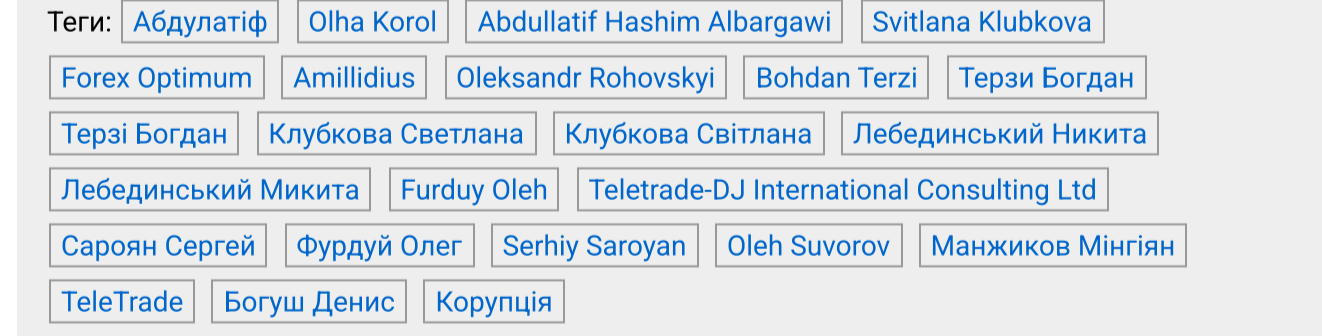 Теги: Абдулатіф Olha Korol Abdullatif Hashim Albargawi Svitlana Klubkova
Forex Optimum Amillidius Oleksandr Rohovskyi Bohdan Terzi Терзи Богдан
Терзі Богдан Клубкова Светлана Клубкова Світлана Лебединський Никита
Лебединський Микита Furduy Oleh Teletrade-DJ International Consulting Ltd
Сароян Сергей Фурдуй Олег Serhiy Saroyan Oleh Suvorov Манжиков Мінгіян
TeleTrade Богуш Денис Корупція